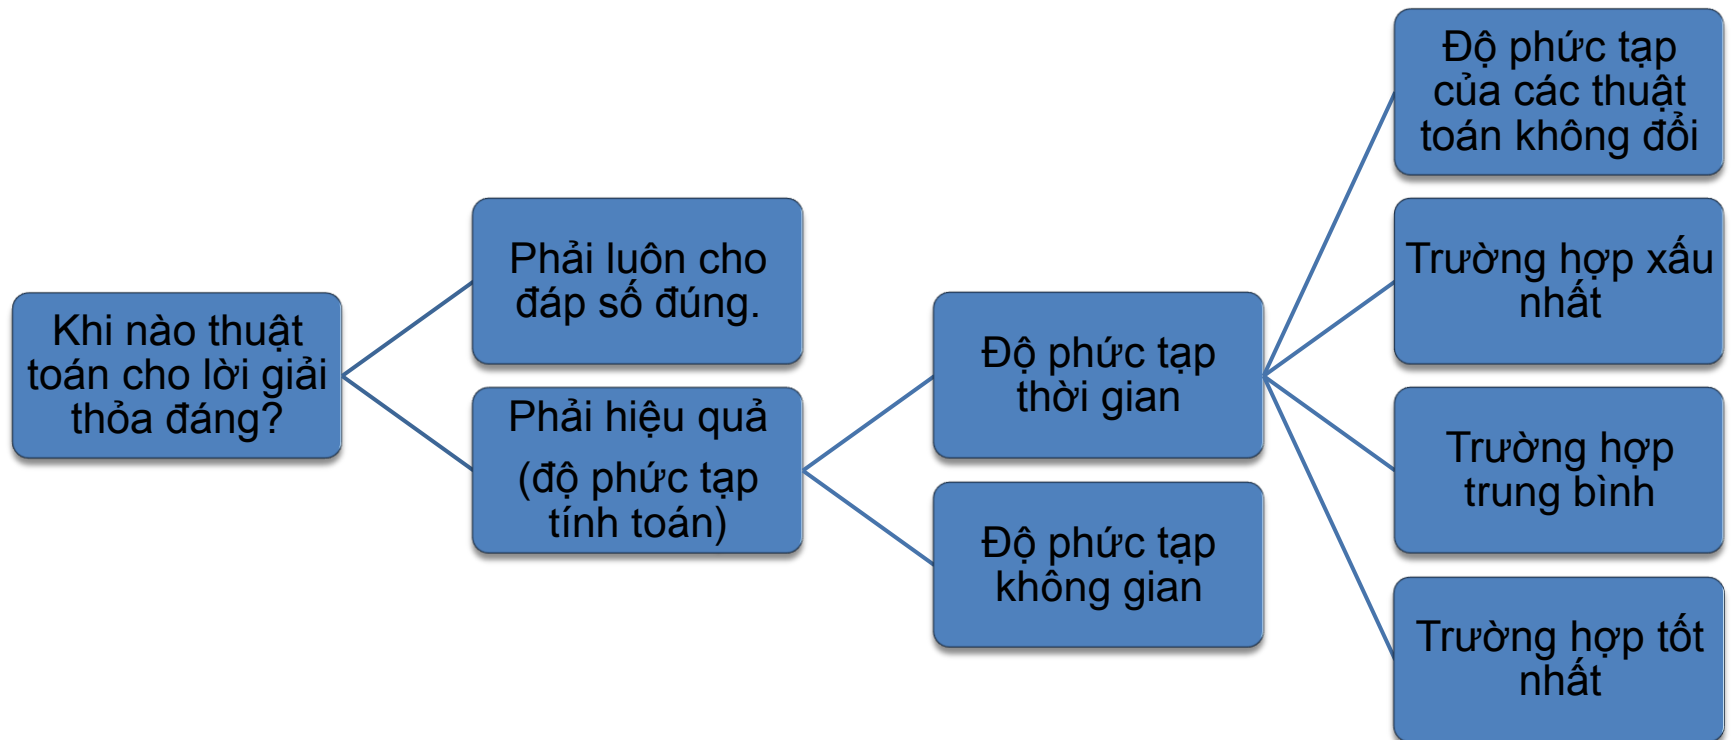 Khi nào thuật
toán cho lời giải
thỏa đáng?
Phải luôn cho
đáp số đúng.
Phải hiệu quả
(độ phức tạp
tính toán)
Độ phức tạp
thời gian
Độ phức tạp
không gian
Độ phức tạp
của các thuật
toán không đổi
Trường hợp xấu
nhất
Trường hợp
trung bình
Trường hợp tốt
nhất